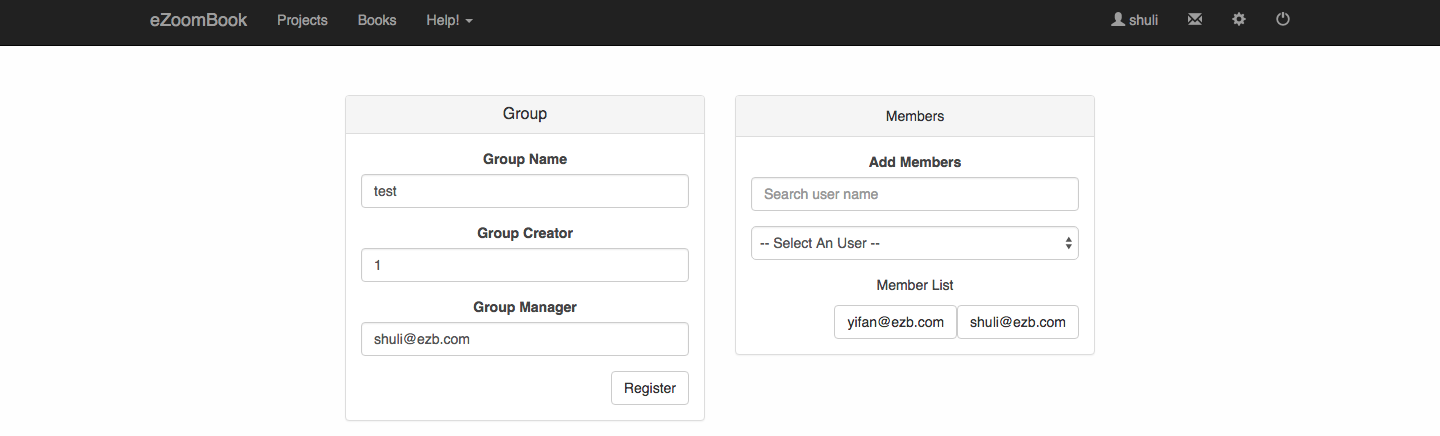 eZoomBook Projects Books Help! shuli
Group
Group Name
test
Group Creator
1
Group Manager
shuli@ezb.com
Register
Members
Add Members
Search user name
-- Select An User --
Member List
yifan@ezb.com shuli@ezb.com